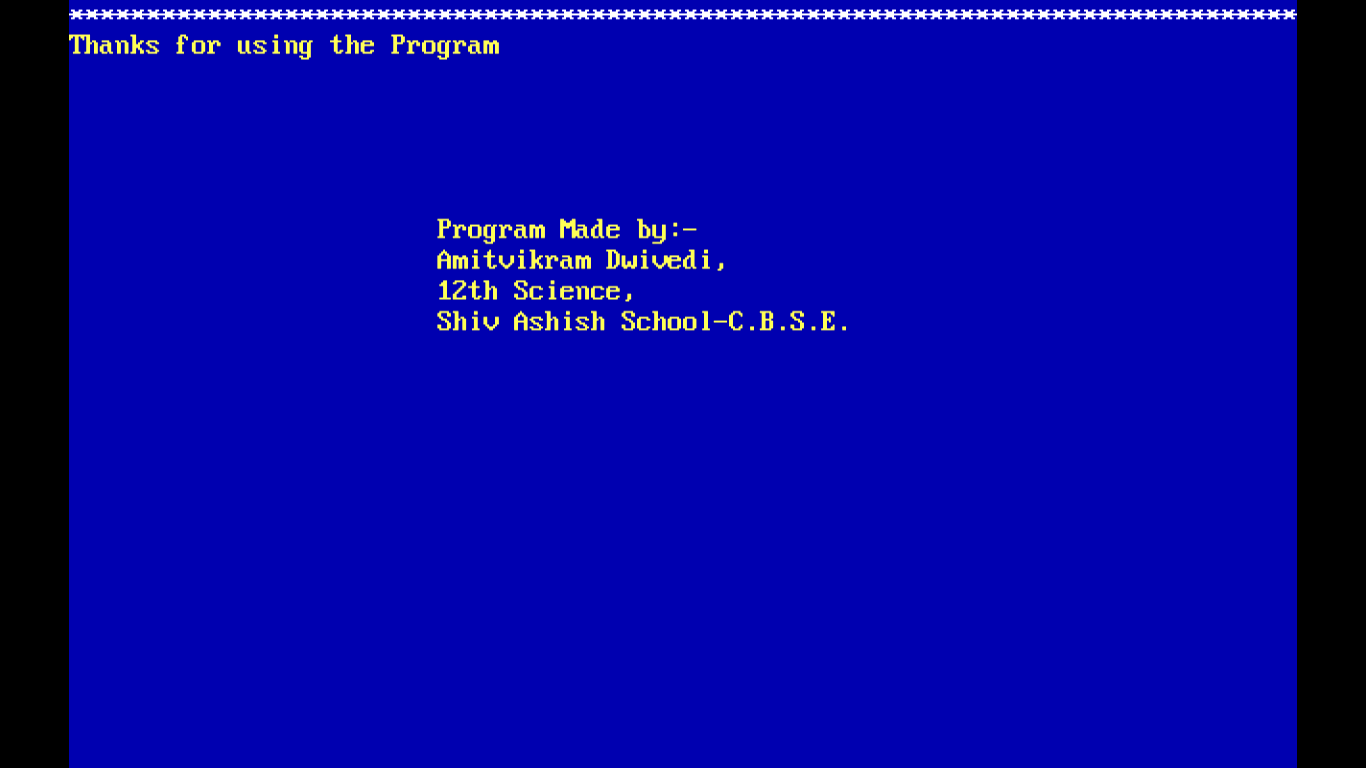 ********************************************************************************
Thanks for using the Program
Program Made by:-
Amitvikram Dwivedi,
12th Science,
Shiv Ashish School-C.B.S.E.